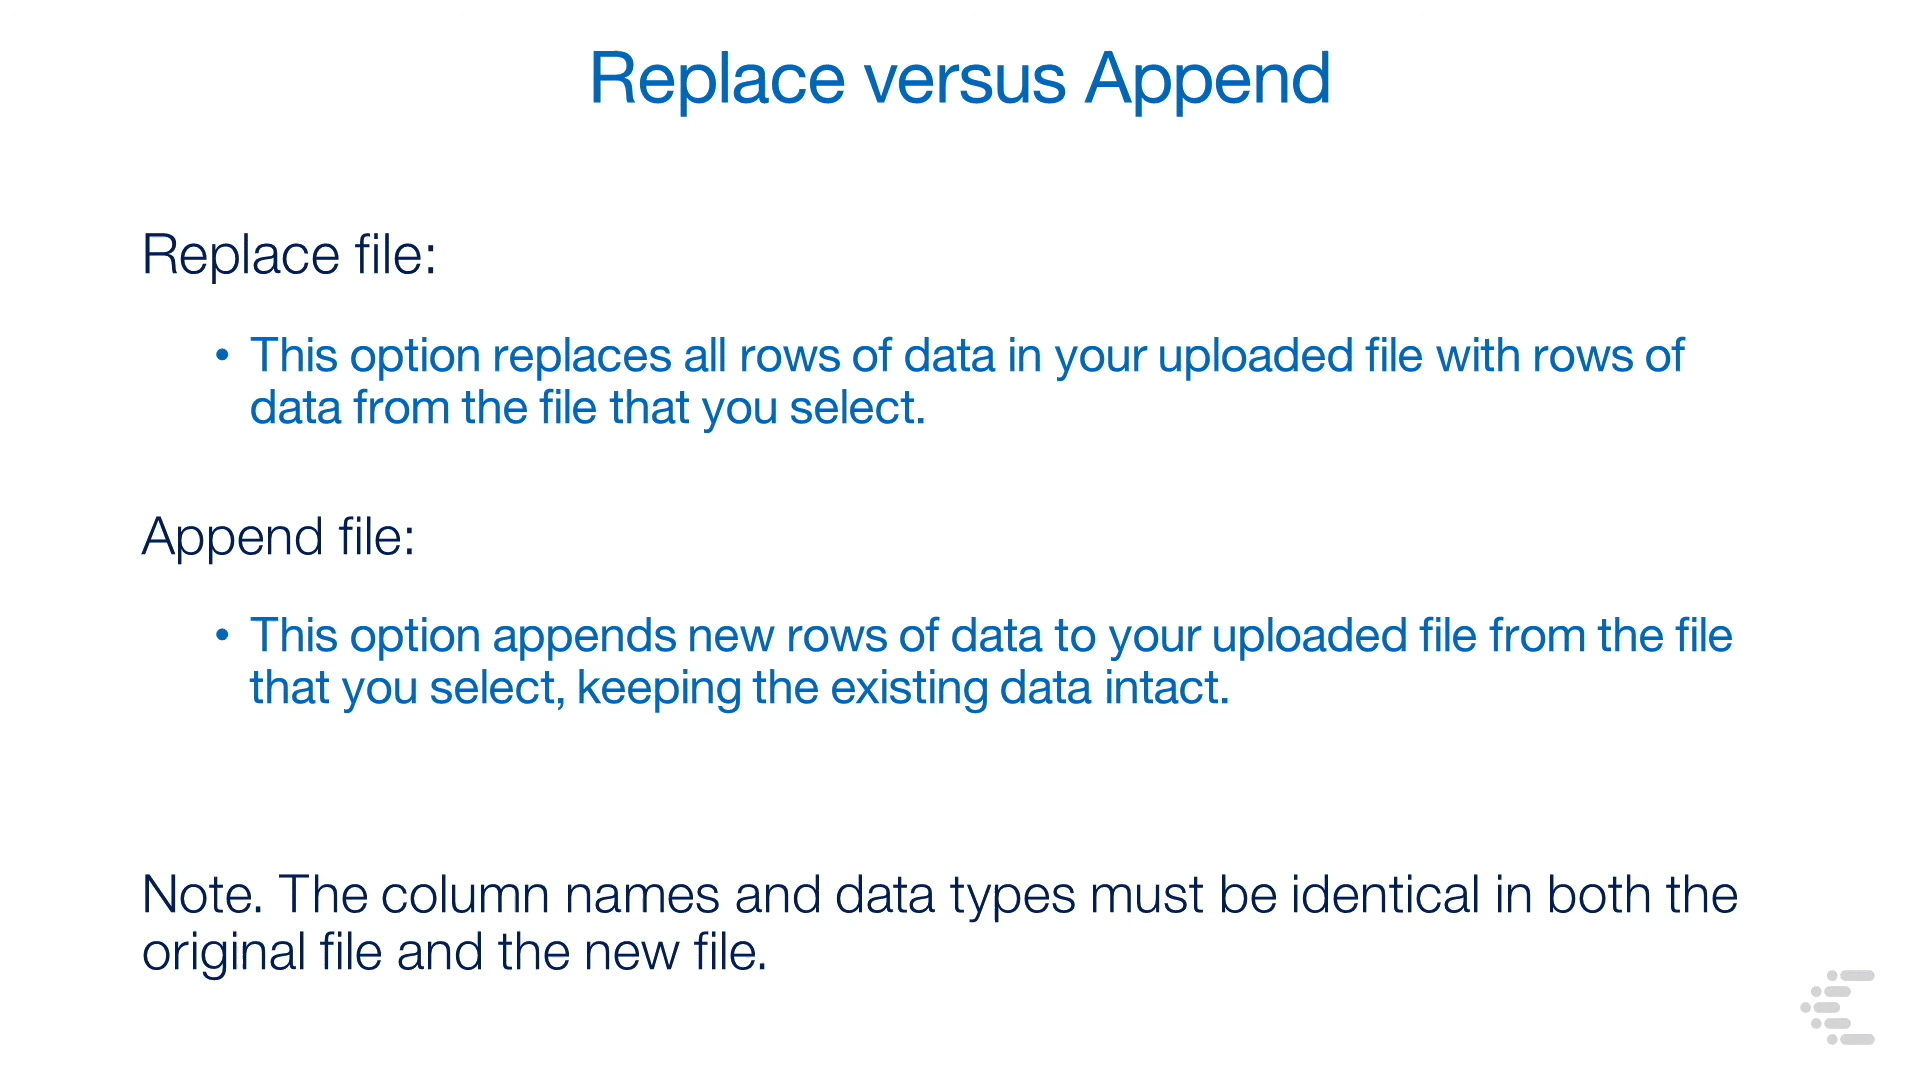 Replace versus Append
Replace file:
• This option replaces all rows of data in your uploaded file with rows of
data from the file that you select.
Append file:
• This option appends new rows of data to your uploaded file from the file
that you select, keeping the existing data intact.
Note. The column names and data types must be identical in both the
original file and the new file.